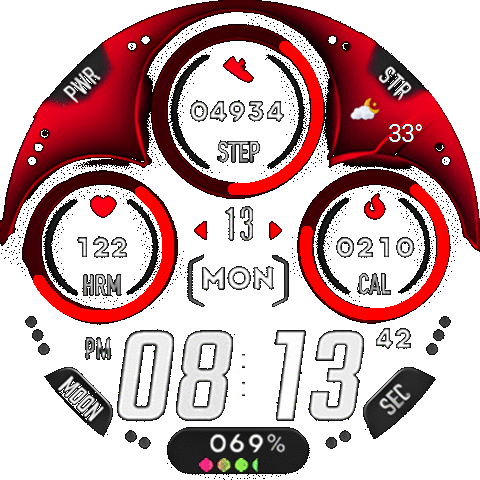 PWR
STR
04934
33°
STEP
13
122
0210
HRM
MON
CAL
PM
08:13
42
MOON
SEC
069%